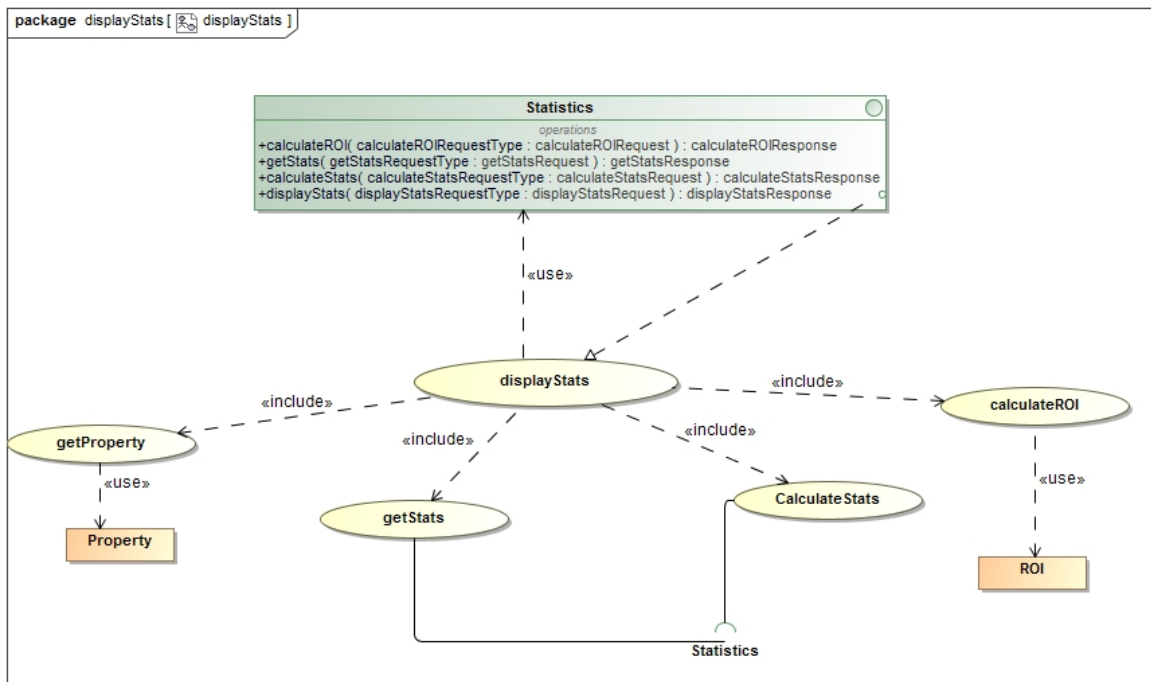 package displayStats [ displayStats ]
Statistics
operations
+calculateROI( calculateROIRequestType : calculateROIRequest ) : calculateROIResponse
+getStats( getStatsRequestType : getStatsRequest ) : getStatsResponse
+calculateStats( calculateStatsRequestType : calculateStatsRequest ) : calculateStatsResponse
+displayStats( displayStatsRequestType : displayStatsRequest ) : displayStatsResponse
«use»
displayStats
«include»
«include»
calculateROI
«include»
«include»
getProperty
«use»
«use»
CalculateStats
getStats
Property
ROI
Statistics